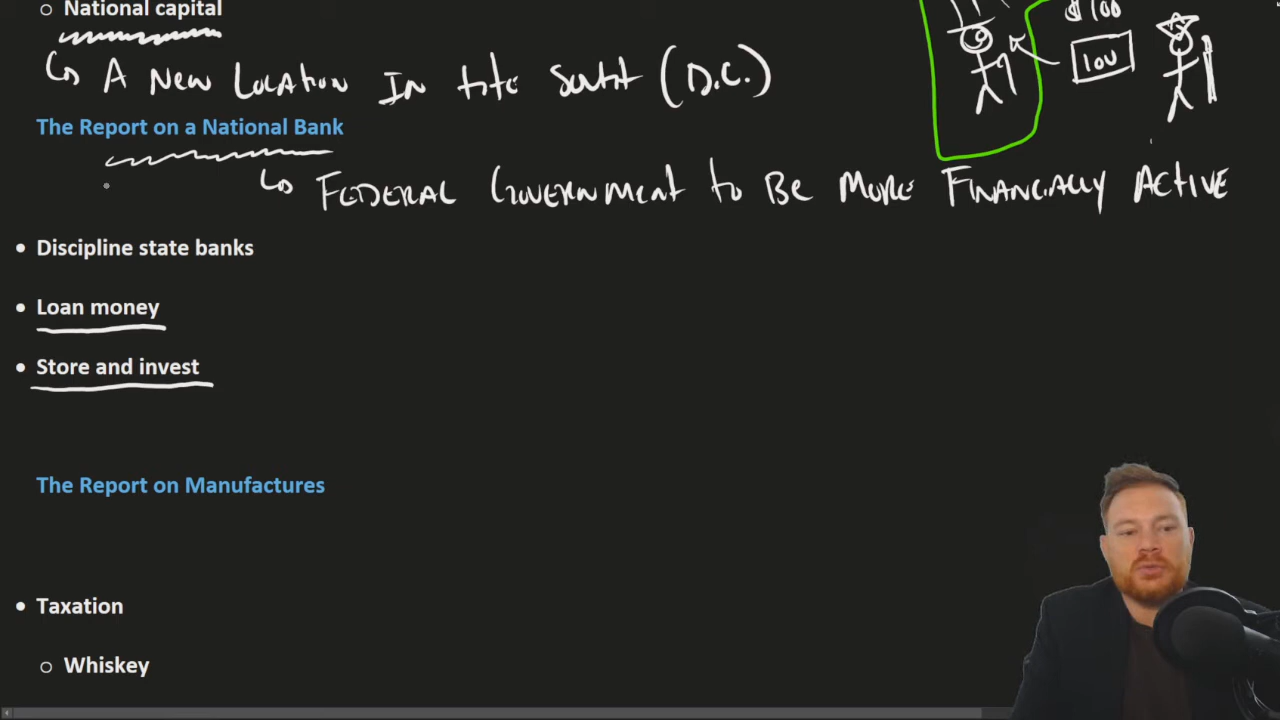 National capital
$100
A New Location In the South (D.C.)
IOU
The Report on a National Bank
Federal Government to Be More Financially Active
Discipline state banks
Loan money
Store and invest
The Report on Manufactures
Taxation
Whiskey